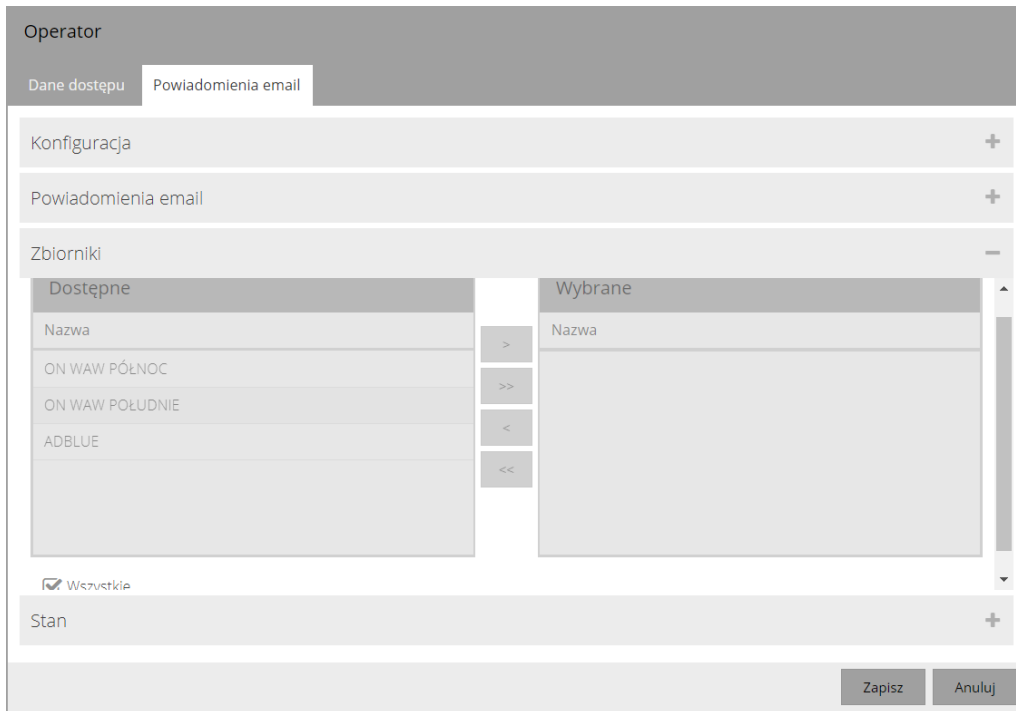 Operator
Dane dostępu
Powiadomienia email
Konfiguracja
Powiadomienia email
Zbiorniki
Dostępne
Nazwa
ON WAW PÓŁNOC
ON WAW POŁUDNIE
ADBLUE
>
>>
<
<<
Wybrane
Nazwa
Wszystkie
Stan
Zapisz
Anuluj